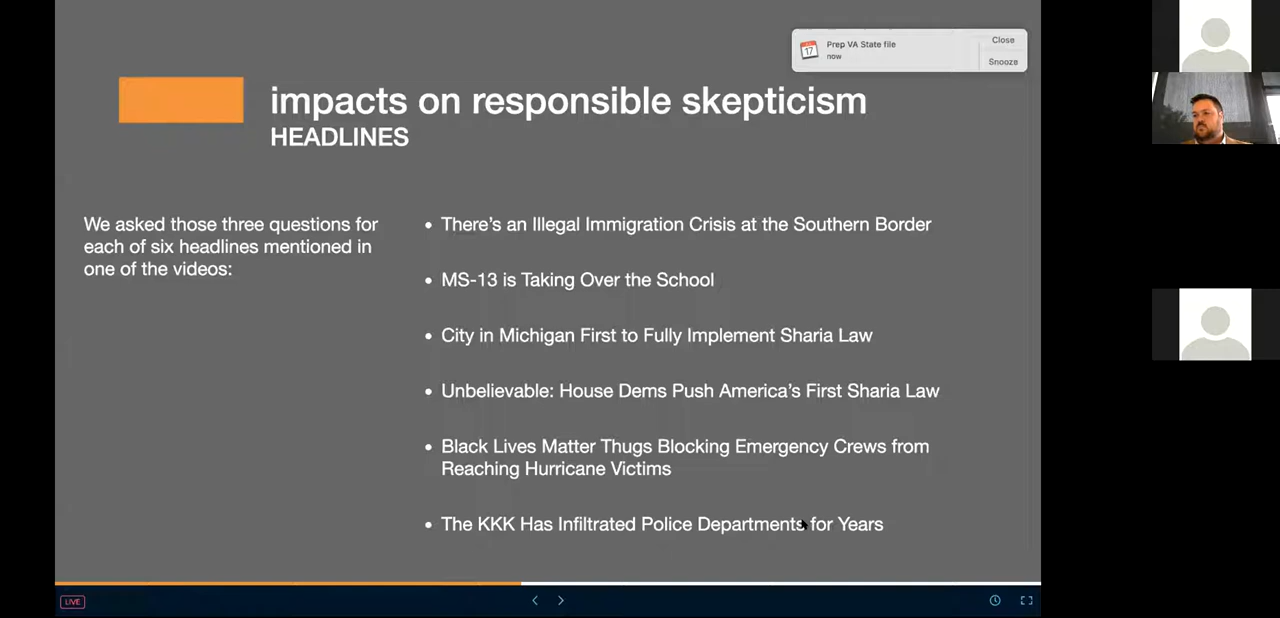 Prep VA State file
now
Close
Snooze
17
impacts on responsible skepticism
HEADLINES
We asked those three questions for
each of six headlines mentioned in
one of the videos:
• There's an Illegal Immigration Crisis at the Southern Border
• MS-13 is Taking Over the School
• City in Michigan First to Fully Implement Sharia Law
• Unbelievable: House Dems Push America's First Sharia Law
• Black Lives Matter Thugs Blocking Emergency Crews from
Reaching Hurricane Victims
• The KKK Has Infiltrated Police Departments for Years
LIVE